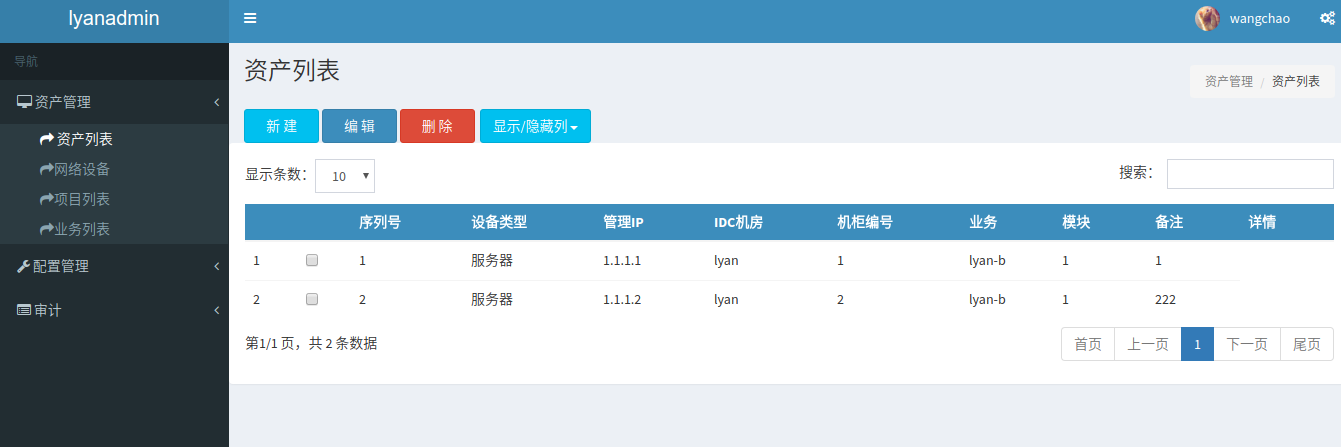 lyanadmin
wangchao
导航
资产管理
资产列表
网络设备
项目列表
业务列表
配置管理
审计
资产列表
资产管理 / 资产列表
新 建 编 辑 删 除 显示/隐藏列
显示条数: 10 搜索:
序列号 设备类型 管理IP IDC机房 机柜编号 业务 模块 备注 详情
1 1 服务器 1.1.1.1 lyan 1 lyan-b 1 1
2 2 服务器 1.1.1.2 lyan 2 lyan-b 1 222
第1/1 页，共 2 条数据
首页 上一页 1 下一页 尾页